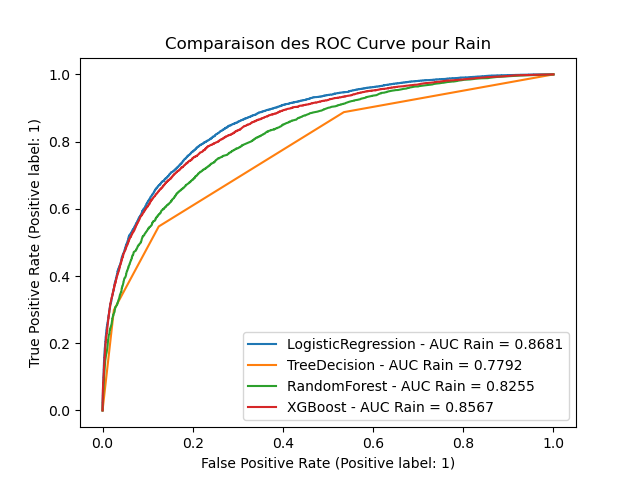 Comparaison des ROC Curve pour Rain
True Positive Rate (Positive label: 1)
1.0
0.8
0.6
0.4
0.2
0.0
LogisticRegression - AUC Rain = 0.8681
TreeDecision - AUC Rain = 0.7792
RandomForest - AUC Rain = 0.8255
XGBoost - AUC Rain = 0.8567
0.0 0.2 0.4 0.6 0.8 1.0
False Positive Rate (Positive label: 1)